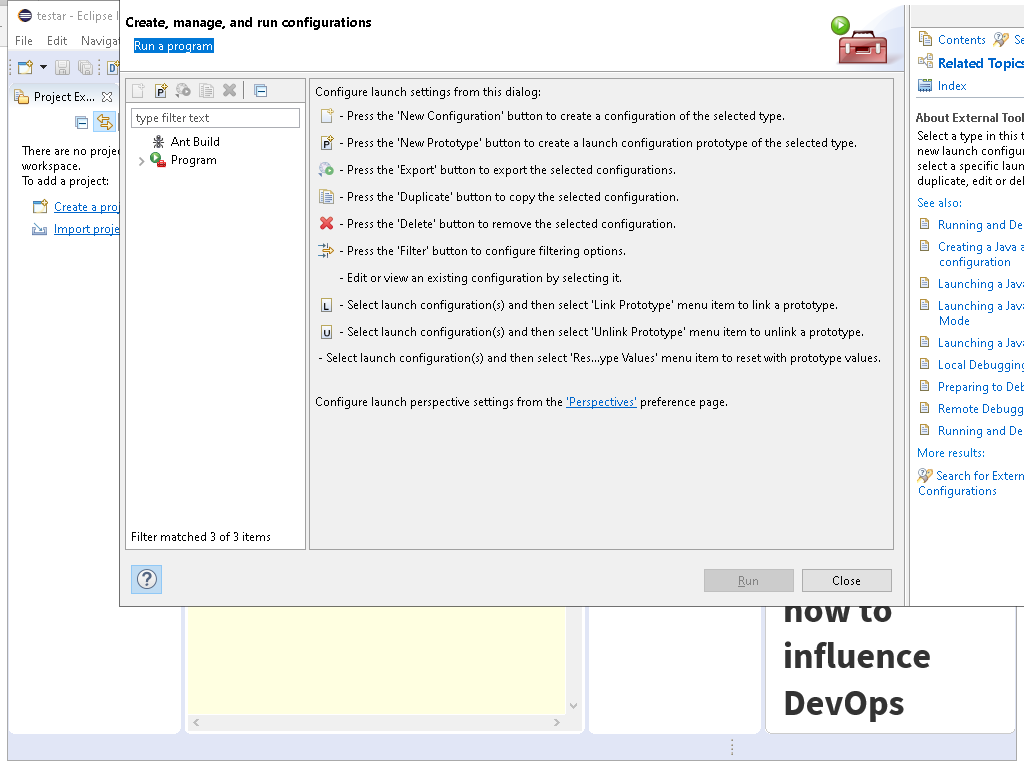 testar - Eclipse I
File Edit Navigat
Project Ex...
There are no projec
workspace.
To add a project:
Create a proj
Import projec
Create, manage, and run configurations
Run a program
type filter text
Ant Build
Program
Filter matched 3 of 3 items
Configure launch settings from this dialog:
- Press the 'New Configuration' button to create a configuration of the selected type.
- Press the 'New Prototype' button to create a launch configuration prototype of the selected type.
- Press the 'Export' button to export the selected configurations.
- Press the 'Duplicate' button to copy the selected configuration.
- Press the 'Delete' button to remove the selected configuration.
- Press the 'Filter' button to configure filtering options.
- Edit or view an existing configuration by selecting it.
L - Select launch configuration(s) and then select 'Link Prototype' menu item to link a prototype.
U - Select launch configuration(s) and then select 'Unlink Prototype' menu item to unlink a prototype.
- Select launch configuration(s) and then select 'Res...ype Values' menu item to reset with prototype values.
Configure launch perspective settings from the 'Perspectives' preference page.
Run
Close
Contents Se
Related Topics
Index
About External Tool
Select a type in this t
new launch configur
select a specific laun
duplicate, edit or del
See also:
Running and De
Creating a Java a
configuration
Launching a Java
Launching a Java
Mode
Launching a Java
Local Debugging
Preparing to Deb
Remote Debugg
Running and De
More results:
Search for Extern
Configurations
how to
influence
DevOps